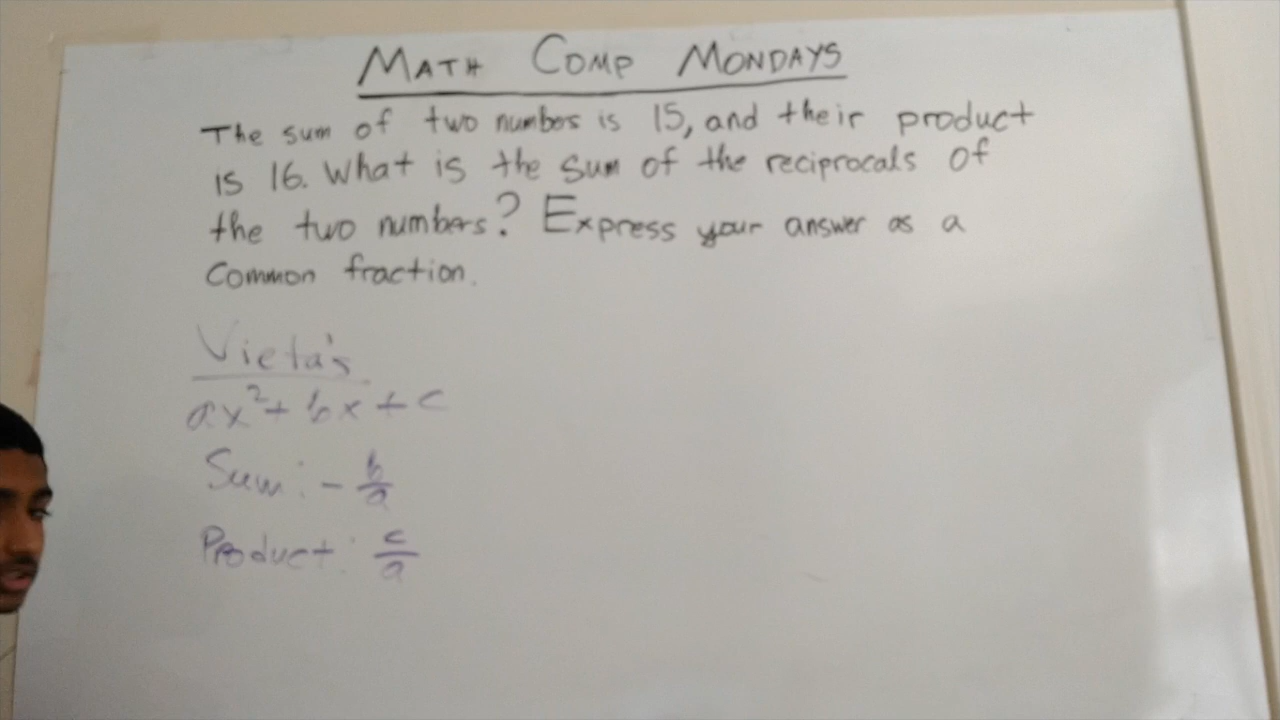 MATH COMP MONDAYS
The sum of two numbers is 15, and their product
is 16. What is the sum of the reciprocals of
the two numbers? Express your answer as a
Common fraction.
Vieta's
ax²+bx+c
Sum: -b/a
Product: c/a